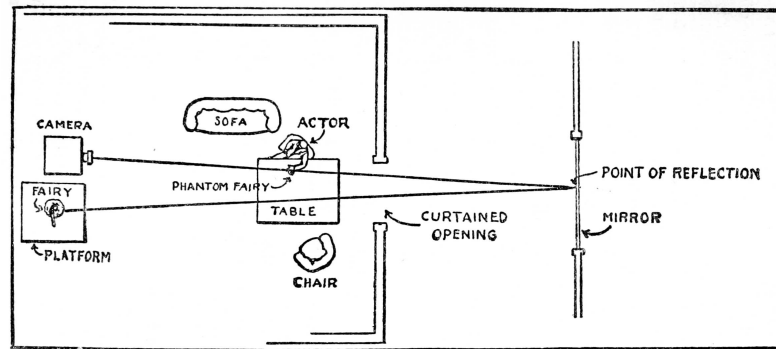 CAMERA
SOFA
ACTOR
FAIRY
PHANTOM FAIRY
TABLE
PLATFORM
CHAIR
CURTAINED
OPENING
POINT OF REFLECTION
MIRROR